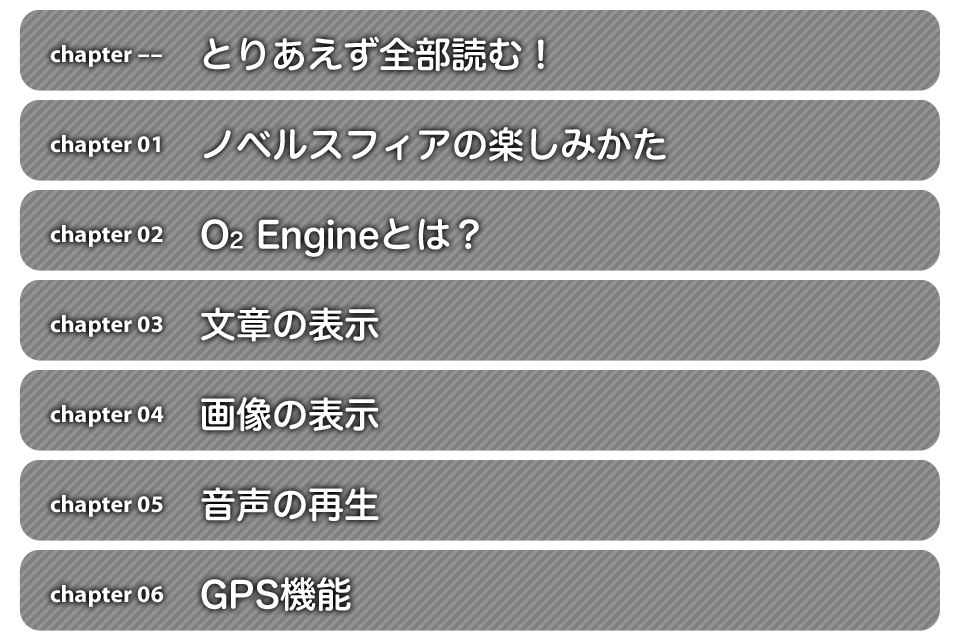 chapter −− とりあえず全部読む！
chapter 01 ノベルスフィアの楽しみかた
chapter 02 O₂ Engineとは？
chapter 03 文章の表示
chapter 04 画像の表示
chapter 05 音声の再生
chapter 06 GPS機能